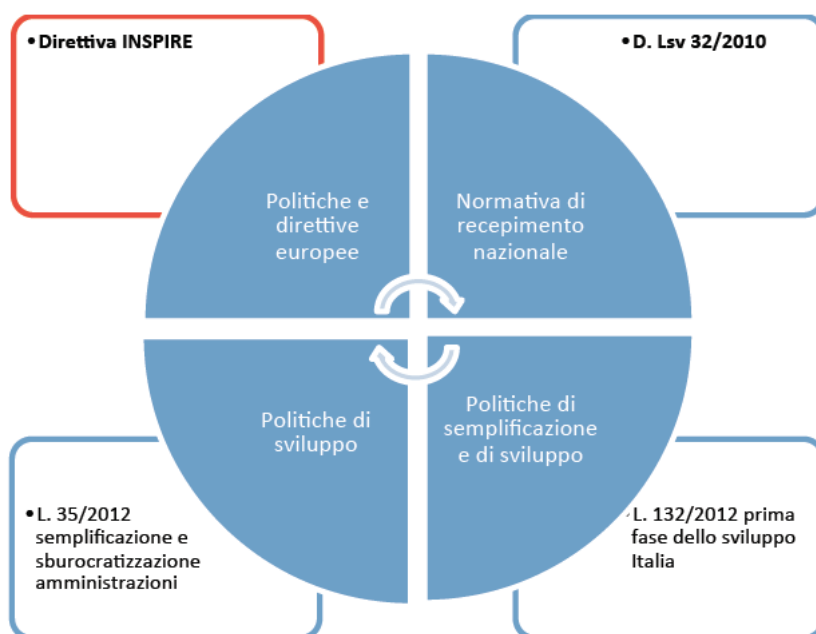 • Direttiva INSPIRE
• D. Lsv 32/2010
Politiche e
direttive
europee
Normativa di
recepimento
nazionale
Politiche di
sviluppo
Politiche di
semplificazione
e di sviluppo
• L. 35/2012
semplificazione e
sburocratizzazione
amministrazioni
• L. 132/2012 prima
fase dello sviluppo
Italia